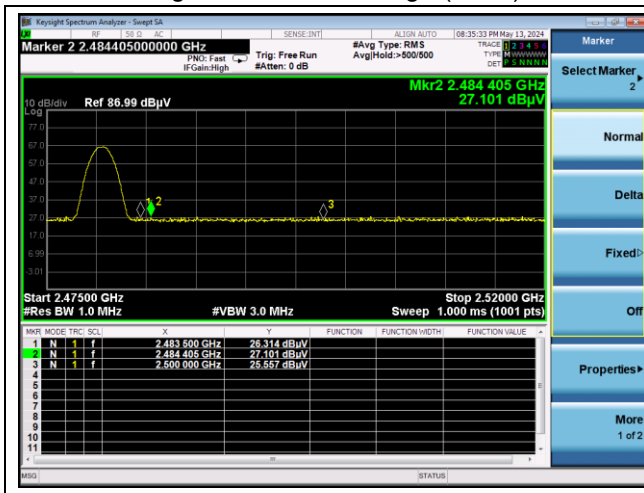 Keysight Spectrum Analyzer - Swept SA
RF 50 Ω AC SENSE:INT ALIGN AUTO 08:35:33 PM May 13, 2024
Marker 2 2.484405000000 GHz
PNO: Fast
IFGain:High
Trig: Free Run
#Atten: 0 dB
#Avg Type: RMS
Avg|Hold:>500/500
TRACE 1 2 3 4 5 6
TYPE M
DET P S N N N N
Mkr2 2.484 405 GHz
27.101 dBµV
10 dB/div Ref 86.99 dBµV
Log
77.0
67.0
57.0
47.0
37.0
27.0
17.0
6.99
-3.01
1
2
3
Start 2.47500 GHz
Stop 2.52000 GHz
#Res BW 1.0 MHz
#VBW 3.0 MHz
Sweep 1.000 ms (1001 pts)
MKR MODE TRC SCL X Y FUNCTION FUNCTION WIDTH FUNCTION VALUE
1 N 1 f 2.483 500 GHz 26.314 dBµV
2 N 1 f 2.484 405 GHz 27.101 dBµV
3 N 1 f 2.500 000 GHz 25.557 dBµV
4
5
6
7
8
9
10
11
MSG
STATUS
Marker
Select Marker
2
Normal
Delta
Fixed
Off
Properties
More
1 of 2